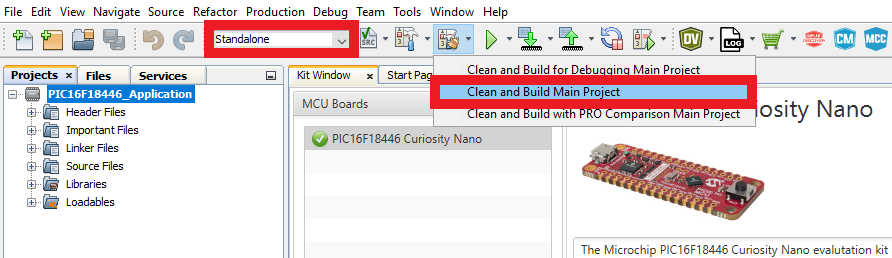 File Edit View Navigate Source Refactor Production Debug Team Tools Window Help
Standalone
SRC
DV
LOG
CM
MCC
Projects
Files
Services
Kit Window
Start Pag
Clean and Build for Debugging Main Project
Clean and Build Main Project
Clean and Build with PRO Comparison Main Project
PIC16F18446_Application
Header Files
Important Files
Linker Files
Source Files
Libraries
Loadables
MCU Boards
PIC16F18446 Curiosity Nano
iosity Nano
The Microchip PIC16F18446 Curiosity Nano evalutation kit